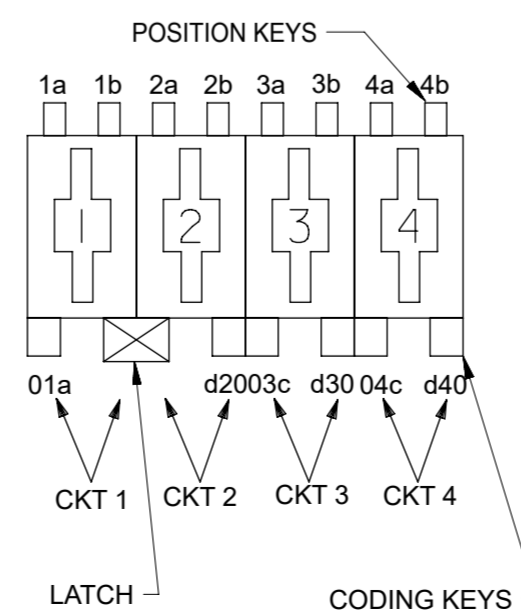 POSITION KEYS
1a 1b 2a 2b 3a 3b 4a 4b
1 2 3 4
01a d2003c d30 04c d40
CKT 1 CKT 2 CKT 3 CKT 4
LATCH
CODING KEYS